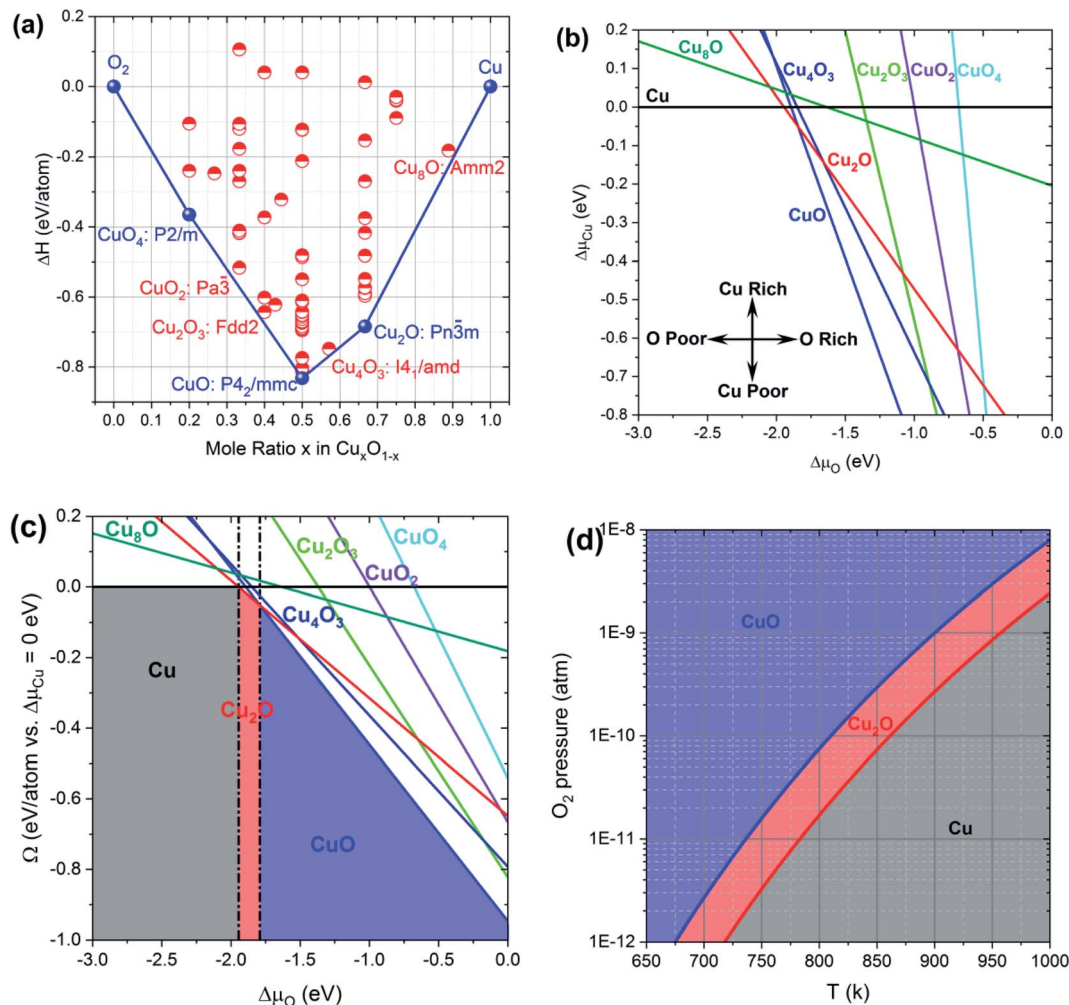 (a)
0.0
-0.2
-0.4
-0.6
-0.8
ΔH (eV/atom)
O₂
Cu
Cu₈O: Amm2
CuO₄: P2/m
CuO₂: Pa3̄
Cu₂O₃: Fdd2
Cu₂O: Pn3̄m
CuO: P4₂/mmc
Cu₄O₃: I4₁/amd
0.0 0.1 0.2 0.3 0.4 0.5 0.6 0.7 0.8 0.9 1.0
Mole Ratio x in CuₓO₁₋ₓ
(b)
0.2
0.1
0.0
-0.1
-0.2
-0.3
-0.4
-0.5
-0.6
-0.7
-0.8
Δμ_Cu (eV)
Cu₈O
Cu₄O₃
Cu₂O₃
CuO₂
CuO₄
Cu
Cu₂O
CuO
Cu Rich
O Poor
O Rich
Cu Poor
-3.0 -2.5 -2.0 -1.5 -1.0 -0.5 0.0
Δμ_O (eV)
(c)
0.2
0.0
-0.2
-0.4
-0.6
-0.8
-1.0
Ω (eV/atom vs. Δμ_Cu = 0 eV)
Cu₈O
Cu₂O₃
CuO₄
CuO₂
Cu₄O₃
Cu
Cu₂O
CuO
-3.0 -2.5 -2.0 -1.5 -1.0 -0.5 0.0
Δμ_O (eV)
(d)
1E-8
1E-9
1E-10
1E-11
1E-12
O₂ pressure (atm)
CuO
Cu₂O
Cu
650 700 750 800 850 900 950 1000
T (k)